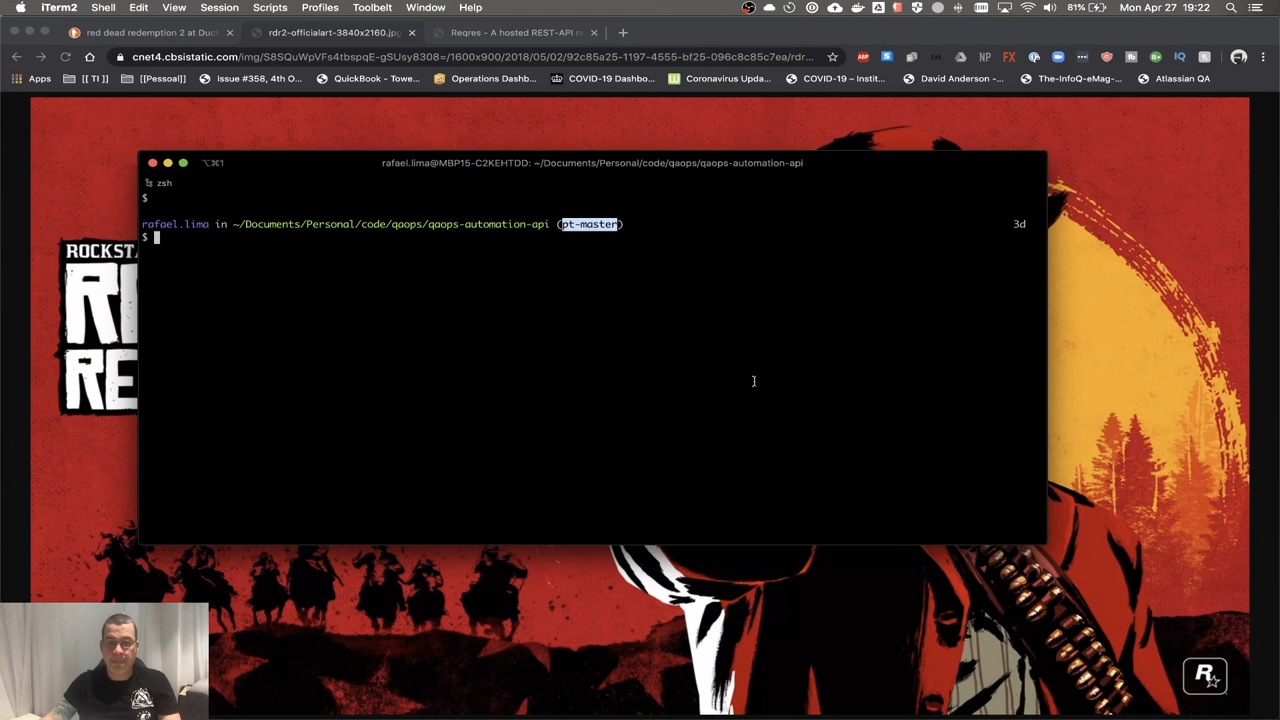 iTerm2 Shell Edit View Session Scripts Profiles Toolbelt Window Help 81% Mon Apr 27 19:22
red dead redemption 2 at Duc rdr2-officialart-3840x2160.jpg Reqres - A hosted REST-API re
cnet4.cbsistatic.com/img/S8SQuWpVFs4tbspqE-gSUsy8308=/1600x900/2018/05/02/92c85a25-1197-4555-bf25-096c8c85c7ea/rdr...
Apps [[ TI ]] [[Pessoal]] Issue #358, 4th O... QuickBook - Towe... Operations Dashb... COVID-19 Dashbo... Coronavirus Upda... COVID-19 – Instit... David Anderson -... The-InfoQ-eMag-... Atlassian QA
⌥⌘1 rafael.lima@MBP15-C2KEHTDD: ~/Documents/Personal/code/qaops/qaops-automation-api
zsh
$
rafael.lima in ~/Documents/Personal/code/qaops/qaops-automation-api (pt-master) 3d
$
ROCKST
RE
RE
R